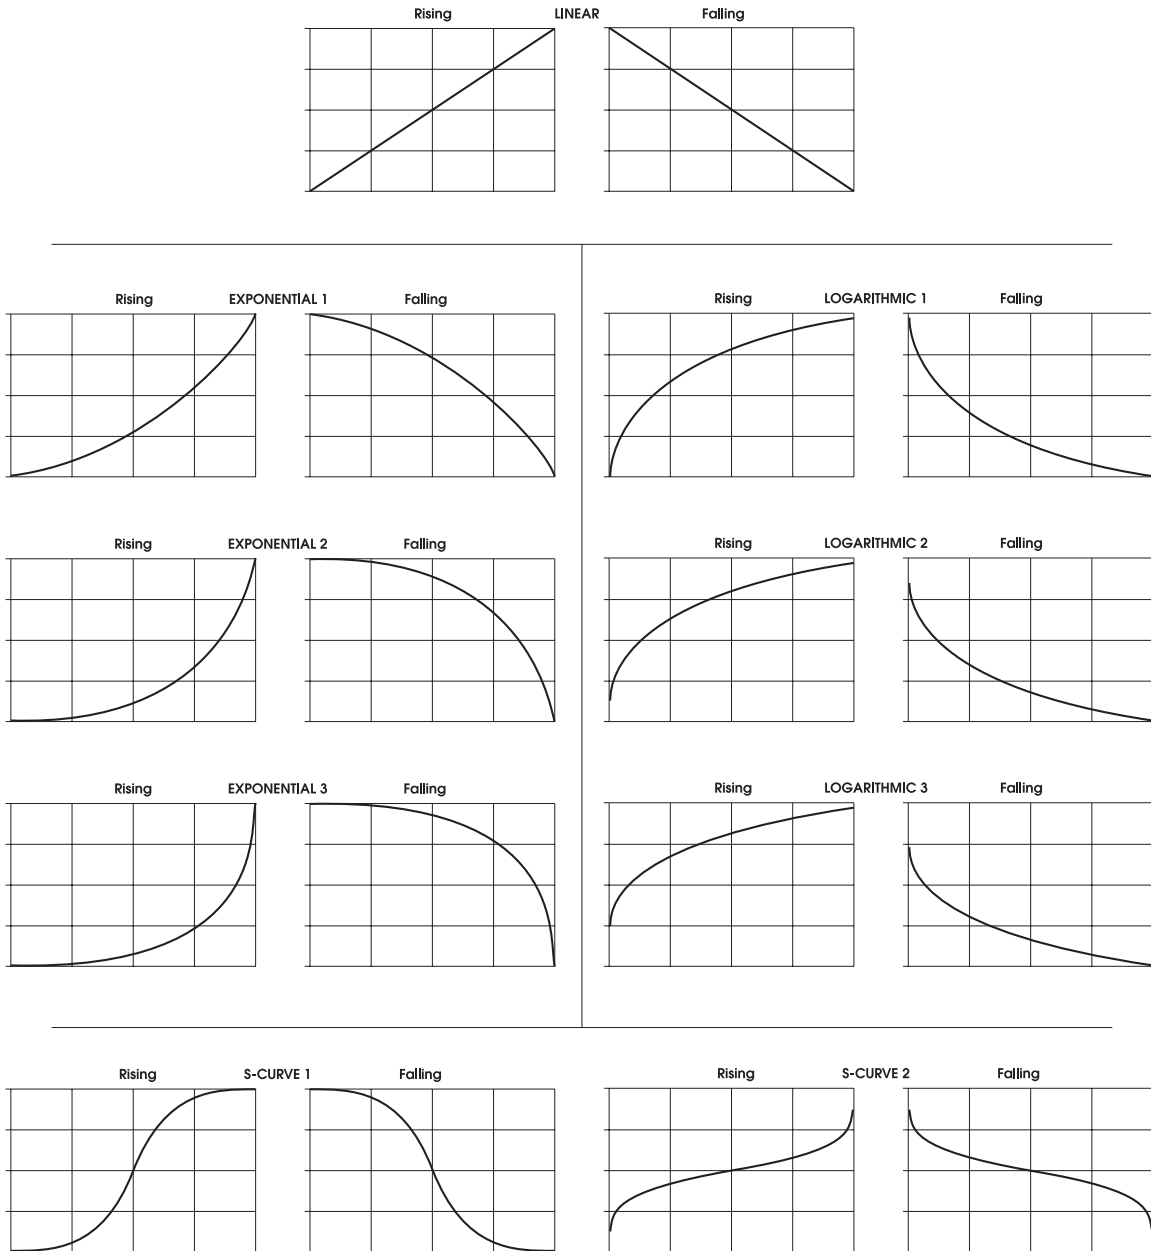 Rising LINEAR Falling
Rising EXPONENTIAL 1 Falling
Rising LOGARITHMIC 1 Falling
Rising EXPONENTIAL 2 Falling
Rising LOGARITHMIC 2 Falling
Rising EXPONENTIAL 3 Falling
Rising LOGARITHMIC 3 Falling
Rising S-CURVE 1 Falling
Rising S-CURVE 2 Falling